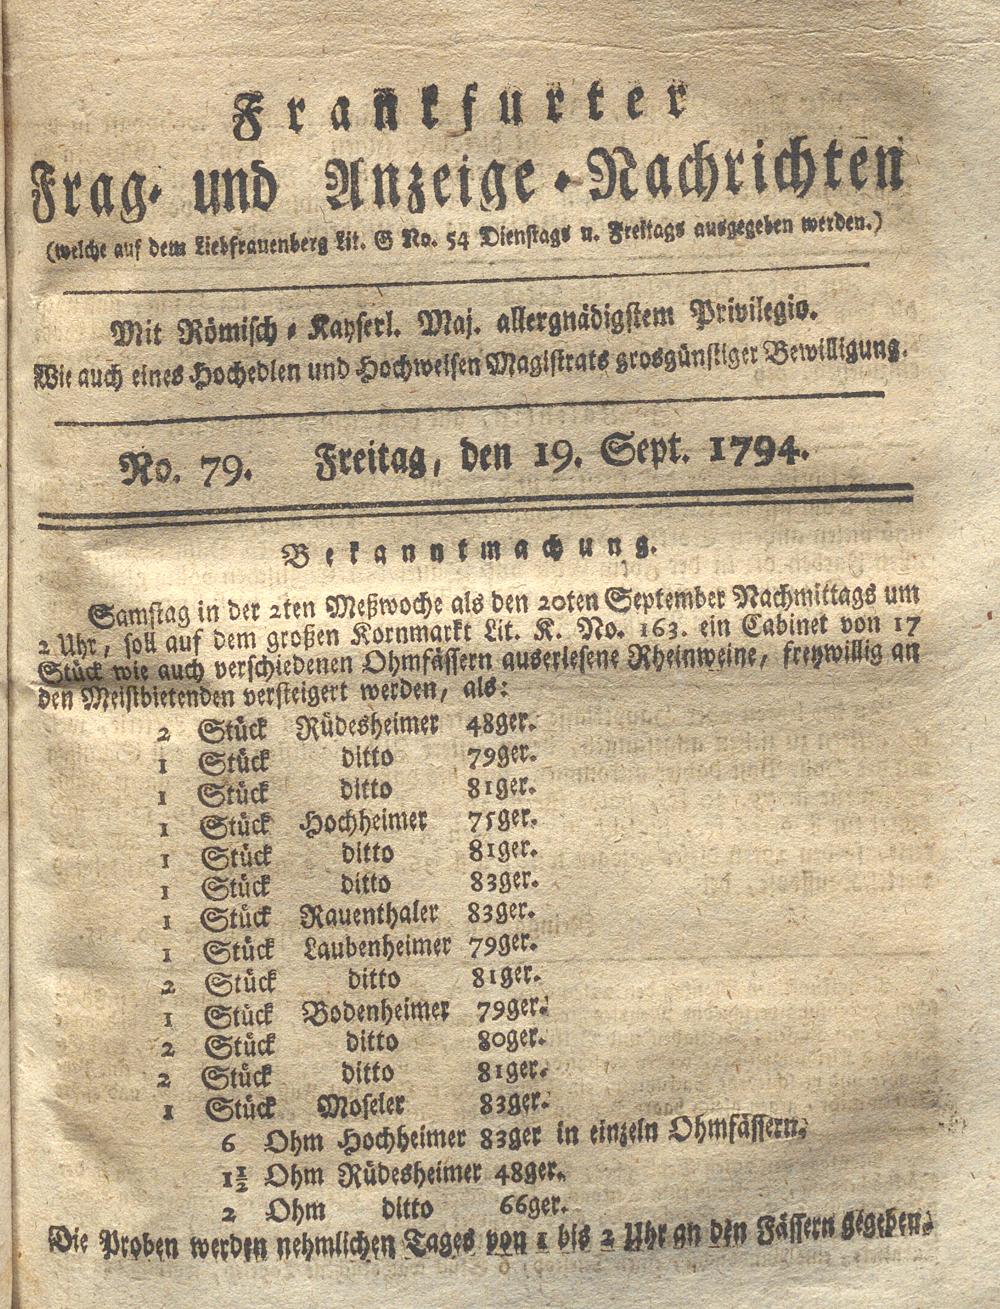 Frankfurter
Frag- und Anzeige-Nachrichten
(welche auf dem Liebfrauenberg Lit. G No. 54 Dienstags u. Freitags ausgegeben werden.)
Mit Römisch-Kayserl. Maj. allergnädigstem Privilegio.
Wie auch eines Hochedlen und Hochweisen Magistrats grosgünstiger Bewilligung.
No. 79. Freitag, den 19. Sept. 1794.
Bekanntmachung.
Samstag in der 2ten Meßwoche als den 20ten September Nachmittags um
2 Uhr, soll auf dem großen Kornmarkt Lit. K. No. 163. ein Cabinet von 17
Stück wie auch verschiedenen Ohmfässern auserlesene Rheinweine, freywillig an
den Meistbietenden versteigert werden, als:
2 Stück Rüdesheimer 48ger.
1 Stück ditto 79ger.
1 Stück ditto 81ger.
1 Stück Hochheimer 75ger.
1 Stück ditto 81ger.
1 Stück ditto 83ger.
1 Stück Rauenthaler 83ger.
1 Stück Laubenheimer 79ger.
2 Stück ditto 81ger.
1 Stück Bodenheimer 79ger.
2 Stück ditto 80ger.
2 Stück ditto 81ger.
1 Stück Moseler 83ger.
6 Ohm Hochheimer 83ger in einzeln Ohmfässern.
1½ Ohm Rüdesheimer 48ger.
2 Ohm ditto 66ger.
Die Proben werden nehmlichen Tages von 1 bis 2 Uhr an den Fässern gegeben.